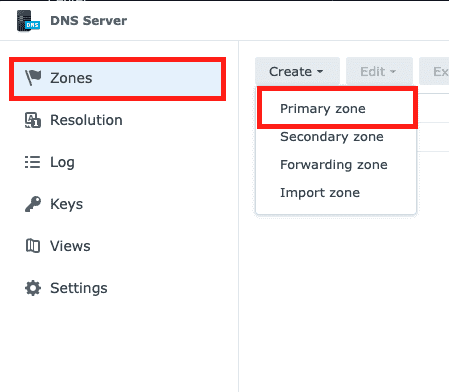 DNS
DNS Server
Zones
Resolution
Log
Keys
Views
Settings
Create
Edit
Ex
Primary zone
Secondary zone
Forwarding zone
Import zone